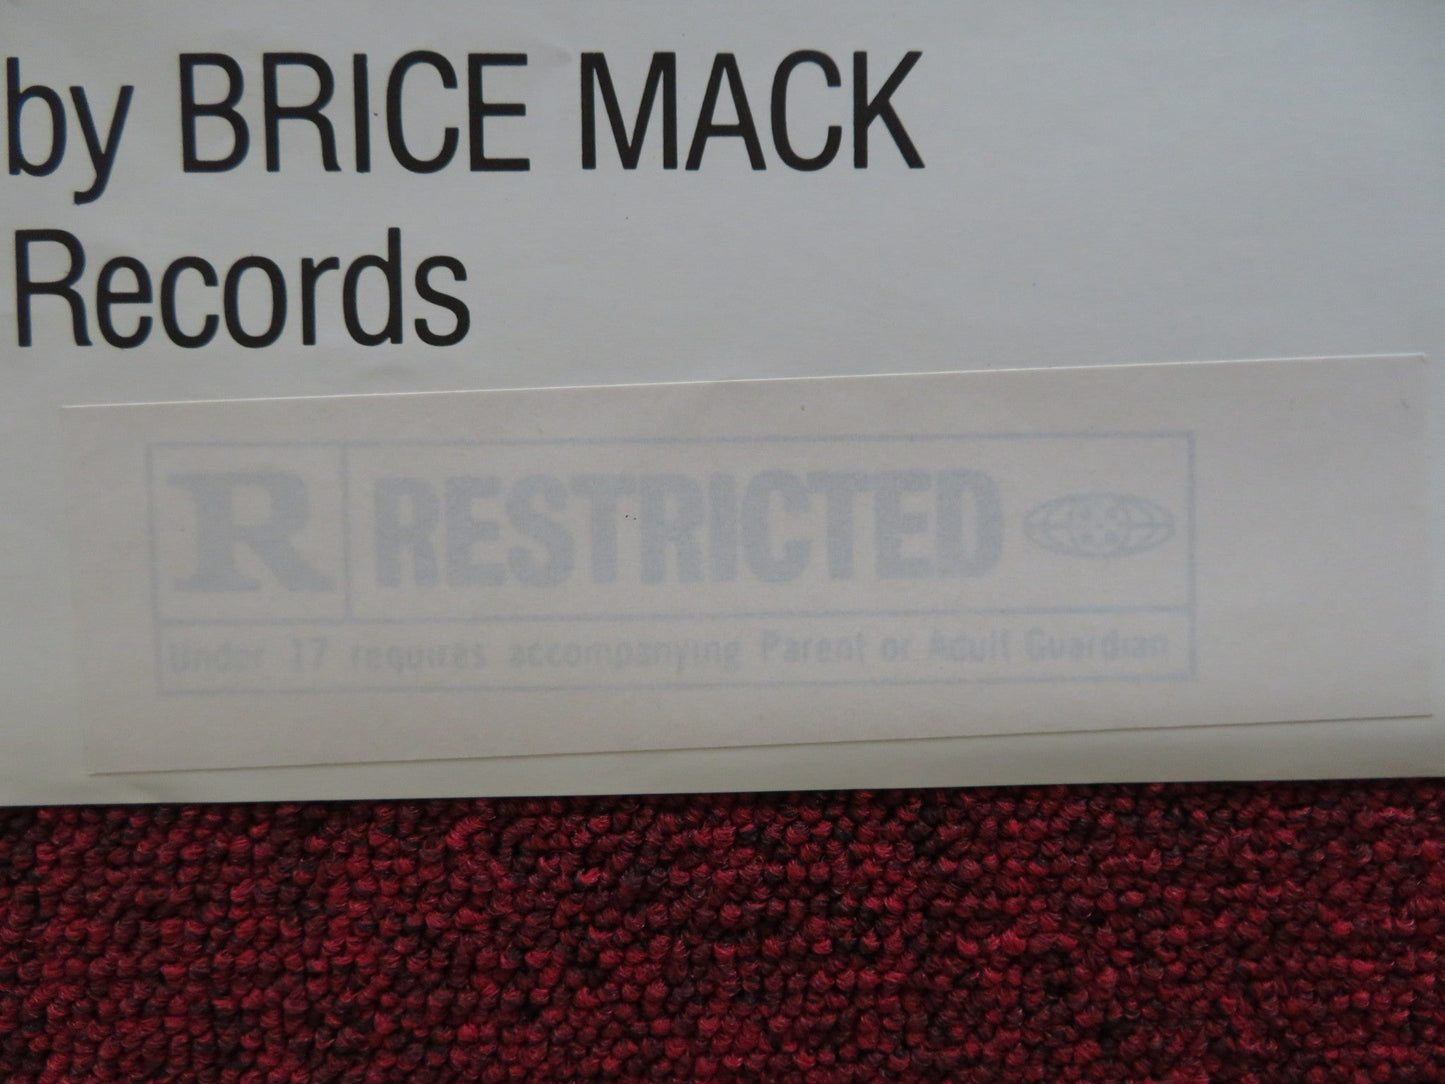 by BRICE MACK
Records
R RESTRICTED
Under 17 requires accompanying Parent or Adult Guardian